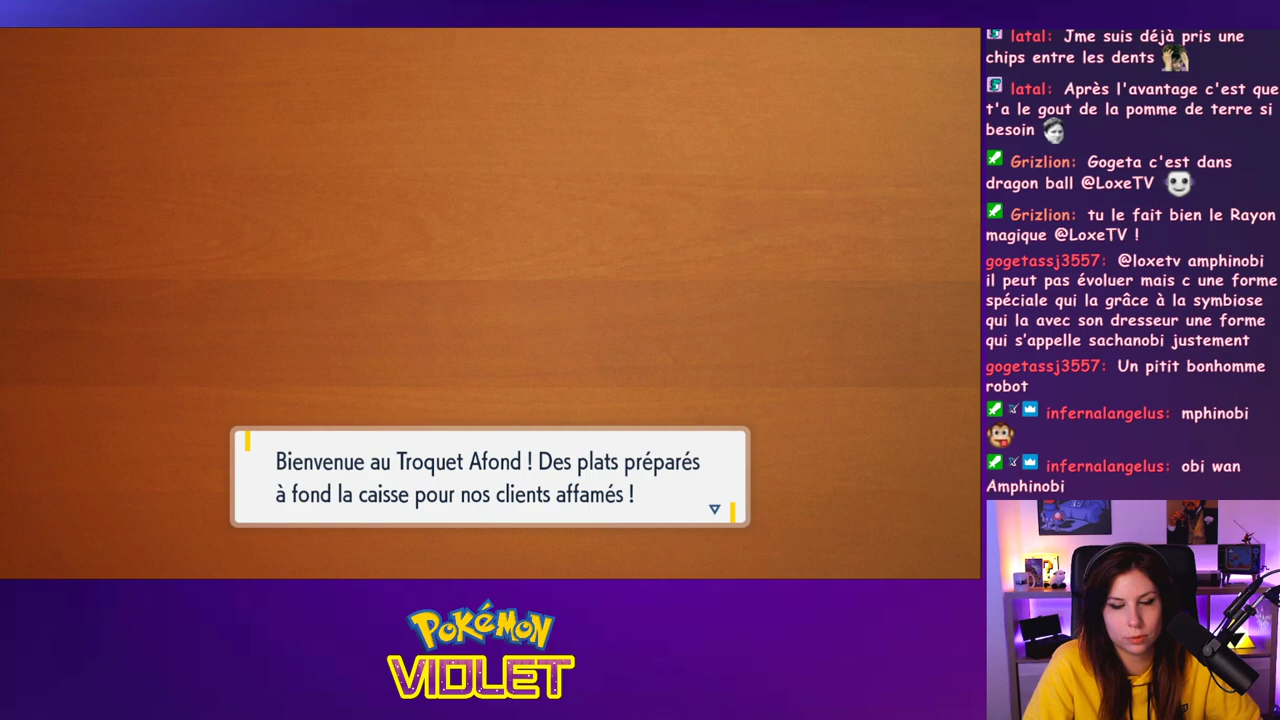 latal: Jme suis déjà pris une
chips entre les dents
latal: Après l'avantage c'est que
t'a le gout de la pomme de terre si
besoin
Grizlion: Gogeta c'est dans
dragon ball @LoxeTV
Grizlion: tu le fait bien le Rayon
magique @LoxeTV !
gogetassj3557: @loxetv amphinobi
il peut pas évoluer mais c une forme
spéciale qui la grâce à la symbiose
qui la avec son dresseur une forme
qui s'appelle sachanobi justement
gogetassj3557: Un pitit bonhomme
robot
infernalangelus: mphinobi
infernalangelus: obi wan
Amphinobi
Bienvenue au Troquet Afond ! Des plats préparés
à fond la caisse pour nos clients affamés !
POKéMON
VIOLET